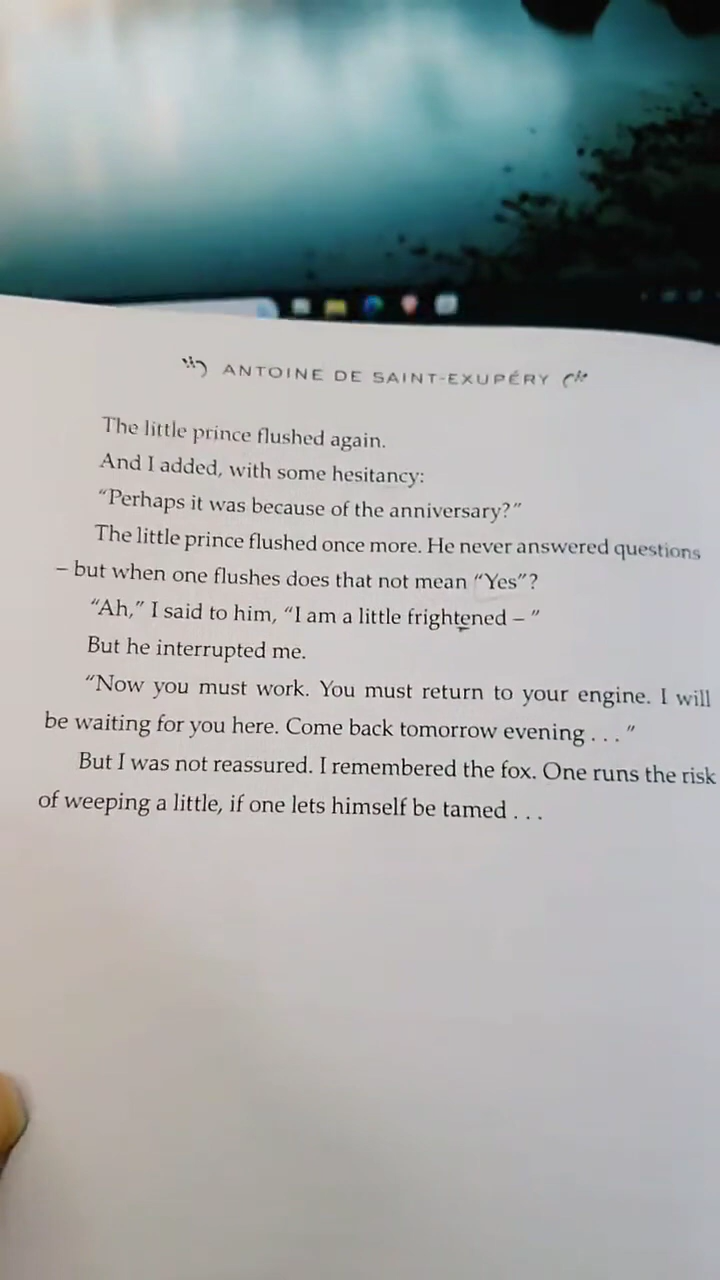 ANTOINE DE SAINT-EXUPÉRY
The little prince flushed again.
And I added, with some hesitancy:
“Perhaps it was because of the anniversary?”
The little prince flushed once more. He never answered questions
– but when one flushes does that not mean “Yes”?
“Ah,” I said to him, “I am a little frightened – ”
But he interrupted me.
“Now you must work. You must return to your engine. I will
be waiting for you here. Come back tomorrow evening . . . ”
But I was not reassured. I remembered the fox. One runs the risk
of weeping a little, if one lets himself be tamed . . .